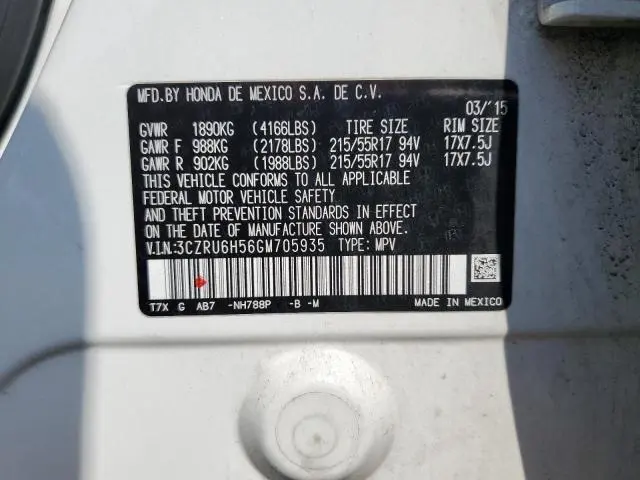 MFD.BY HONDA DE MEXICO S.A. DE C.V.
03/'15
GVWR 1890KG (4166LBS) TIRE SIZE RIM SIZE
GAWR F 988KG (2178LBS) 215/55R17 94V 17X7.5J
GAWR R 902KG (1988LBS) 215/55R17 94V 17X7.5J
THIS VEHICLE CONFORMS TO ALL APPLICABLE
FEDERAL MOTOR VEHICLE SAFETY
AND THEFT PREVENTION STANDARDS IN EFFECT
ON THE DATE OF MANUFACTURE SHOWN ABOVE.
V.I.N:3CZRU6H56GM705935 TYPE: MPV
T7X G AB7 -NH788P -B -M
MADE IN MEXICO